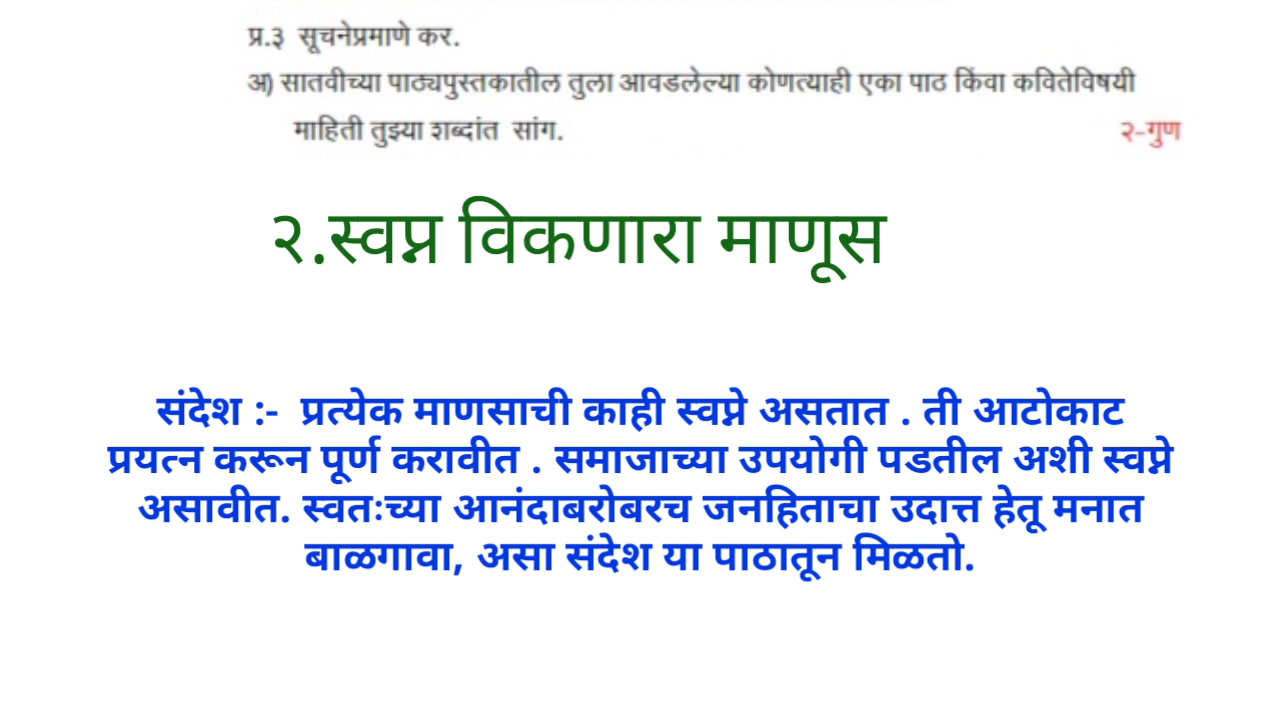 प्र.३ सूचनेप्रमाणे कर.
अ) सातवीच्या पाठ्यपुस्तकातील तुला आवडलेल्या कोणत्याही एका पाठ किंवा कवितेविषयी
माहिती तुझ्या शब्दांत सांग. २-गुण
२.स्वप्न विकणारा माणूस
संदेश :- प्रत्येक माणसाची काही स्वप्ने असतात . ती आटोकाट
प्रयत्न करून पूर्ण करावीत . समाजाच्या उपयोगी पडतील अशी स्वप्ने
असावीत. स्वतःच्या आनंदाबरोबरच जनहिताचा उदात्त हेतू मनात
बाळगावा, असा संदेश या पाठातून मिळतो.